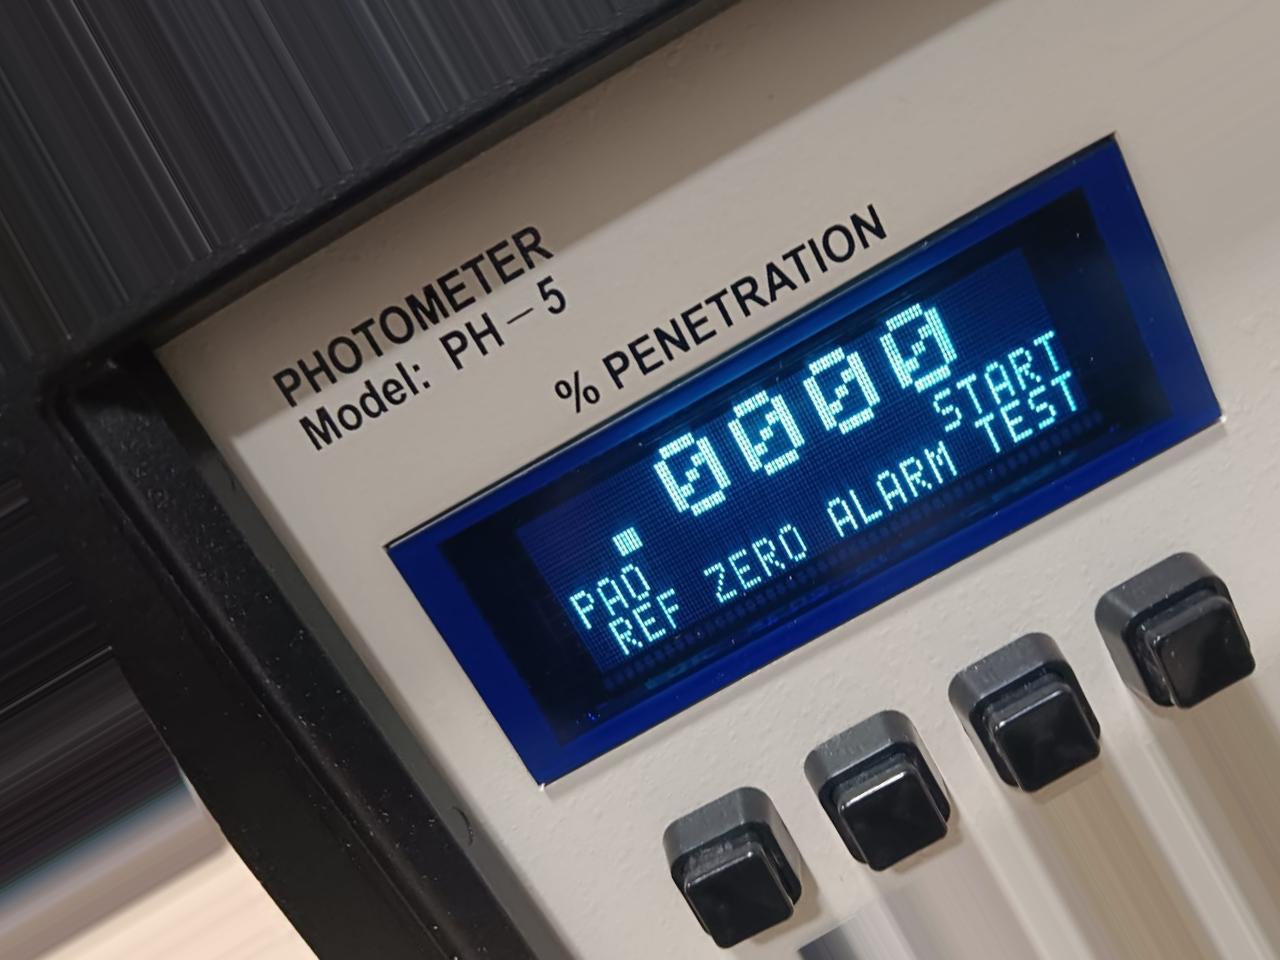 PHOTOMETER
Model: PH-5
% PENETRATION
.0000
PAO START
REF ZERO ALARM TEST